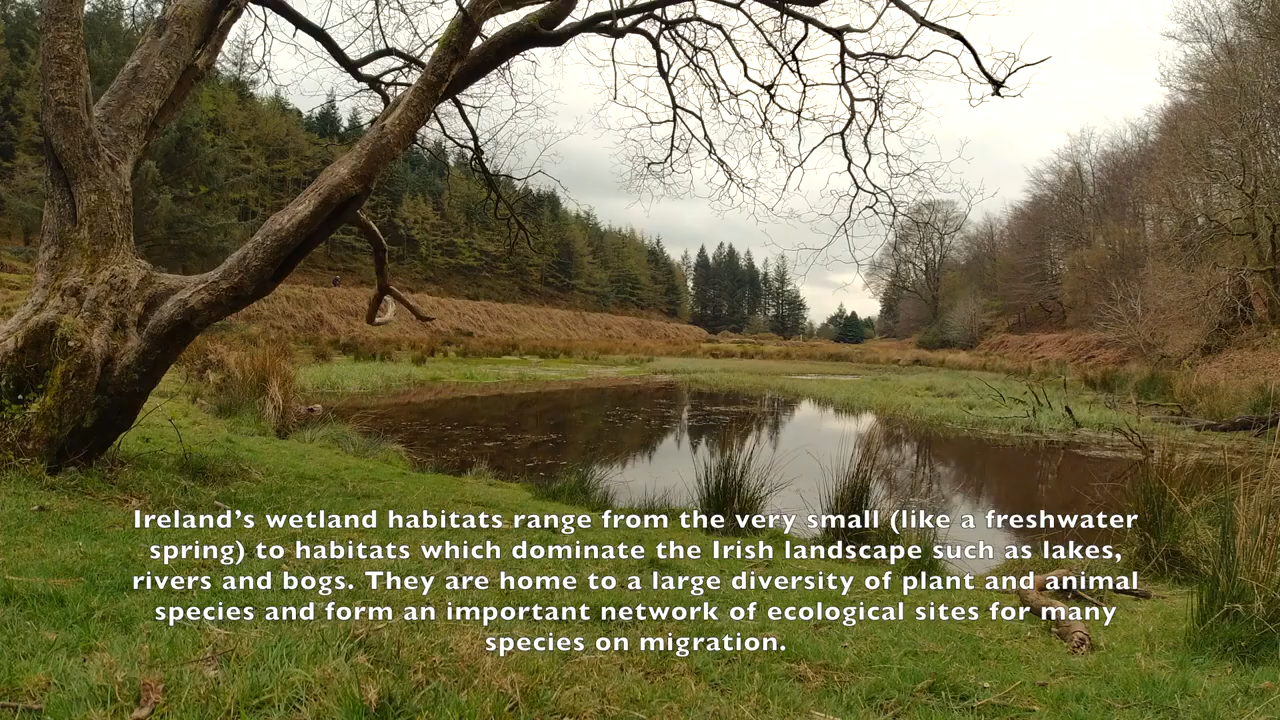 Ireland’s wetland habitats range from the very small (like a freshwater
spring) to habitats which dominate the Irish landscape such as lakes,
rivers and bogs. They are home to a large diversity of plant and animal
species and form an important network of ecological sites for many
species on migration.